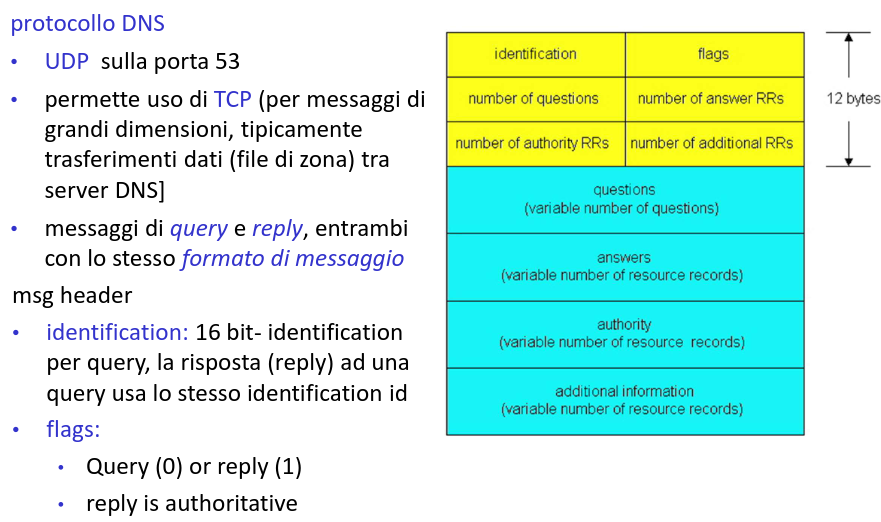 protocollo DNS
• UDP sulla porta 53
• permette uso di TCP (per messaggi di
grandi dimensioni, tipicamente
trasferimenti dati (file di zona) tra
server DNS]
• messaggi di query e reply, entrambi
con lo stesso formato di messaggio
msg header
• identification: 16 bit- identification
per query, la risposta (reply) ad una
query usa lo stesso identification id
• flags:
• Query (0) or reply (1)
• reply is authoritative
identification
flags
number of questions
number of answer RRs
number of authority RRs
number of additional RRs
12 bytes
questions
(variable number of questions)
answers
(variable number of resource records)
authority
(variable number of resource records)
additional information
(variable number of resource records)